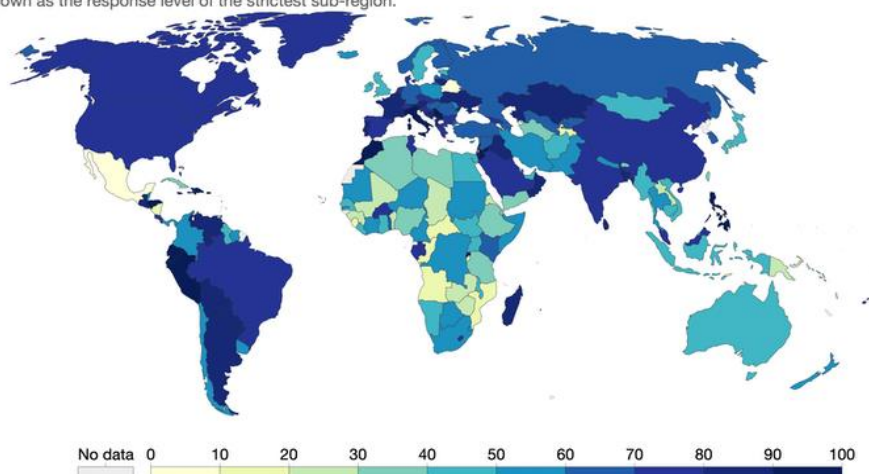 own as the response level of the strictest sub-region.
No data 0 10 20 30 40 50 60 70 80 90 100